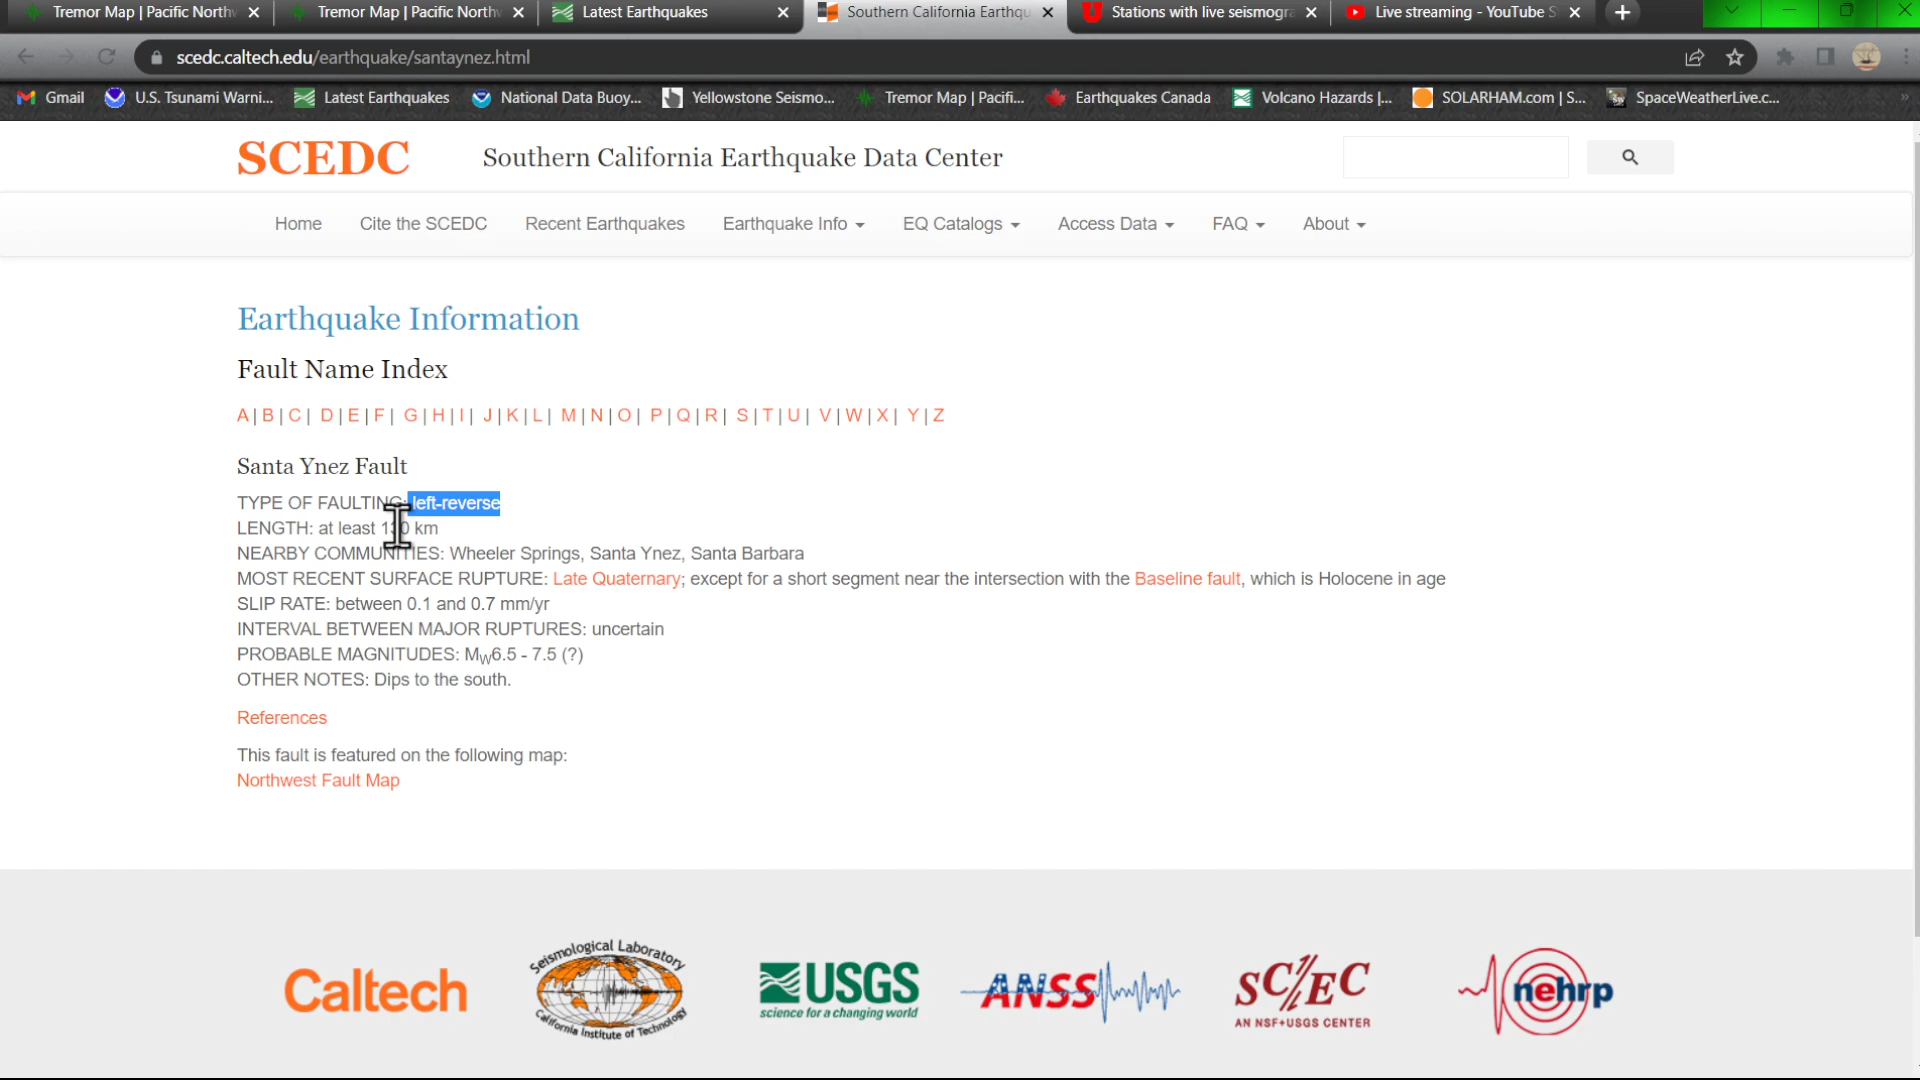 Tremor Map | Pacific North
Tremor Map | Pacific North
Latest Earthquakes
Southern California Earthqu
Stations with live seismogra
Live streaming - YouTube S
scedc.caltech.edu/earthquake/santaynez.html
Gmail
U.S. Tsunami Warni...
Latest Earthquakes
National Data Buoy...
Yellowstone Seismo...
Tremor Map | Pacifi...
Earthquakes Canada
Volcano Hazards |...
SOLARHAM.com | S...
SpaceWeatherLive.c...
SCEDC
Southern California Earthquake Data Center
Home
Cite the SCEDC
Recent Earthquakes
Earthquake Info
EQ Catalogs
Access Data
FAQ
About
Earthquake Information
Fault Name Index
A | B | C | D | E | F | G | H | I | J | K | L | M | N | O | P | Q | R | S | T | U | V | W | X | Y | Z
Santa Ynez Fault
TYPE OF FAULTING: left-reverse
LENGTH: at least 130 km
NEARBY COMMUNITIES: Wheeler Springs, Santa Ynez, Santa Barbara
MOST RECENT SURFACE RUPTURE: Late Quaternary; except for a short segment near the intersection with the Baseline fault, which is Holocene in age
SLIP RATE: between 0.1 and 0.7 mm/yr
INTERVAL BETWEEN MAJOR RUPTURES: uncertain
PROBABLE MAGNITUDES: MW6.5 - 7.5 (?)
OTHER NOTES: Dips to the south.
References
This fault is featured on the following map:
Northwest Fault Map
Caltech
Seismological Laboratory
California Institute of Technology
USGS
science for a changing world
ANSS
SC/EC
AN NSF+USGS CENTER
nehrp